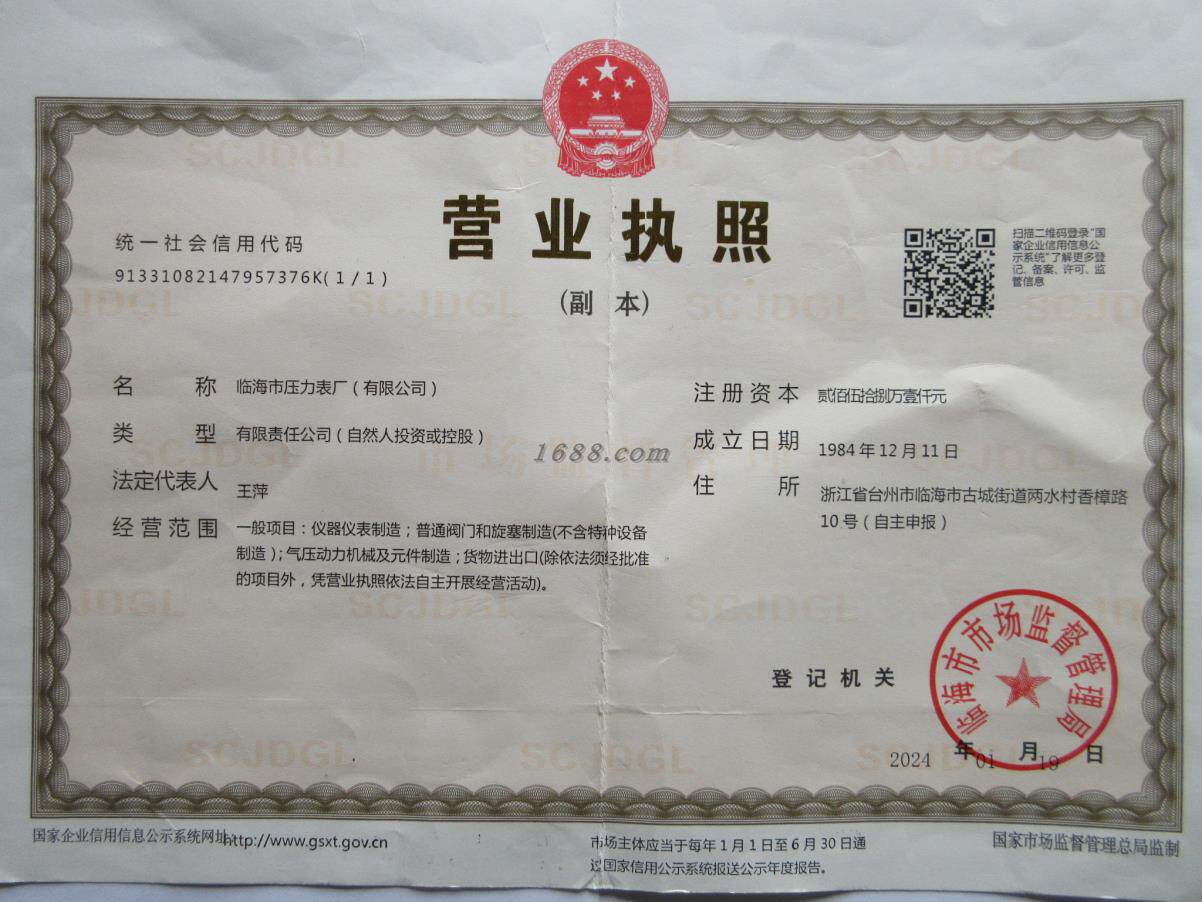 营业执照
(副 本)
统一社会信用代码
91331082147957376K(1/1)
扫描二维码登录“国
家企业信用信息公
示系统”了解更多登
记、备案、许可、监
管信息
名 称 临海市压力表厂(有限公司)
类 型 有限责任公司(自然人投资或控股)
法定代表人 王萍
经营范围 一般项目:仪器仪表制造;普通阀门和旋塞制造(不含特种设备
制造);气压动力机械及元件制造;货物进出口(除依法须经批准
的项目外,凭营业执照依法自主开展经营活动)。
注册资本 贰佰伍拾捌万壹仟元
成立日期 1984年12月11日
住 所 浙江省台州市临海市古城街道两水村香樟路
10号(自主申报)
1688.com
登记机关
临海市市场监督管理局
2024年01月19日
国家企业信用信息公示系统网址:http://www.gsxt.gov.cn
市场主体应当于每年1月1日至6月30日通
过国家信用公示系统报送公示年度报告。
国家市场监督管理总局监制
SCJDGL